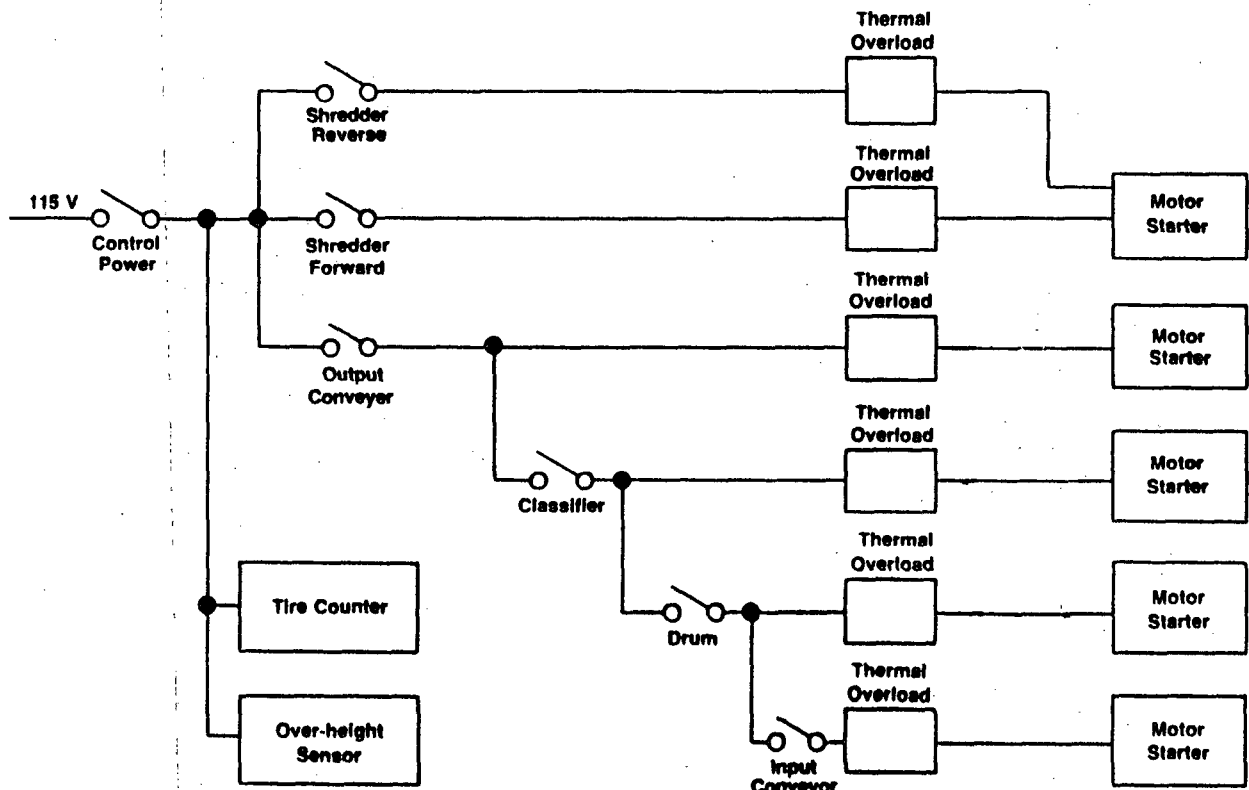 Thermal
Overload
Shredder
Reverse
Thermal
Overload
115 V
Control
Power
Shredder
Forward
Motor
Starter
Thermal
Overload
Output
Conveyer
Motor
Starter
Thermal
Overload
Classifier
Motor
Starter
Thermal
Overload
Tire Counter
Drum
Motor
Starter
Thermal
Overload
Over-height
Sensor
Input
Conveyor
Motor
Starter